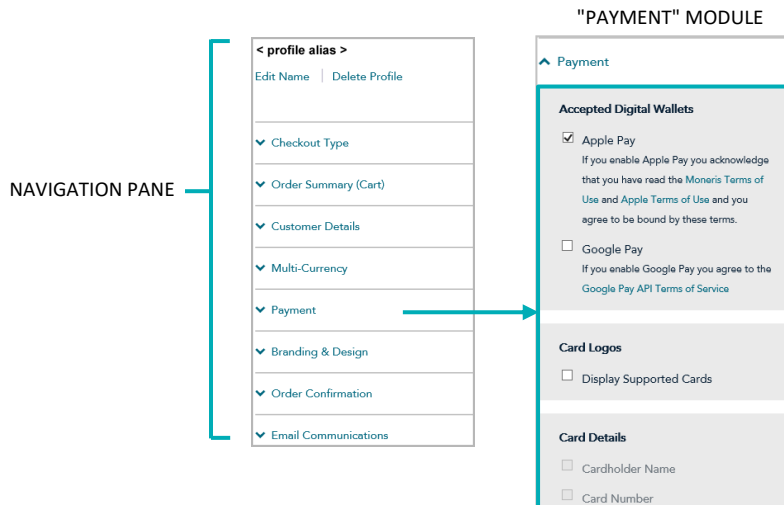 "PAYMENT" MODULE
NAVIGATION PANE
< profile alias >
Edit Name | Delete Profile
Checkout Type
Order Summary (Cart)
Customer Details
Multi-Currency
Payment
Branding & Design
Order Confirmation
Email Communications
Payment
Accepted Digital Wallets
Apple Pay
If you enable Apple Pay you acknowledge
that you have read the Moneris Terms of
Use and Apple Terms of Use and you
agree to be bound by these terms.
Google Pay
If you enable Google Pay you agree to the
Google Pay API Terms of Service
Card Logos
Display Supported Cards
Card Details
Cardholder Name
Card Number